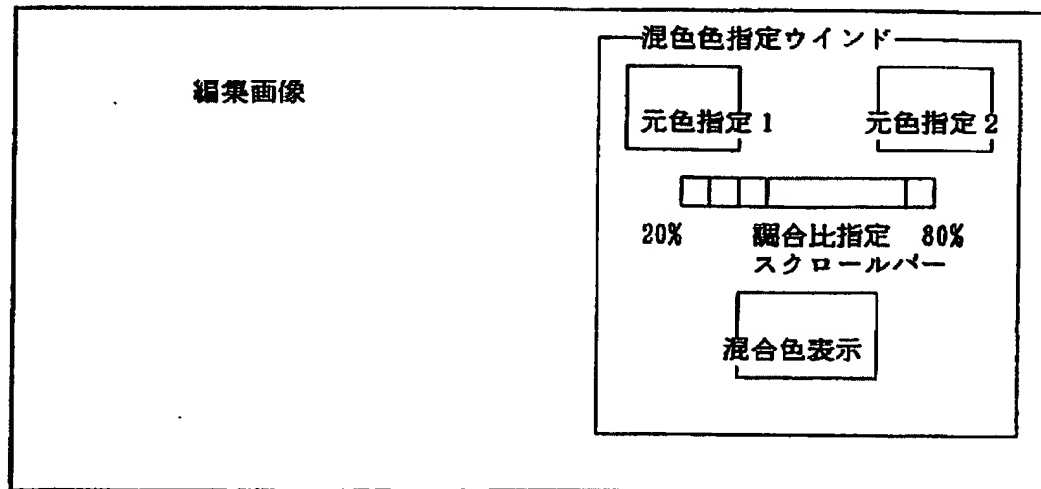 混色色指定ウインド
編集画像
元色指定1 元色指定2
20% 調合比指定 80%
スクロールバー
混合色表示